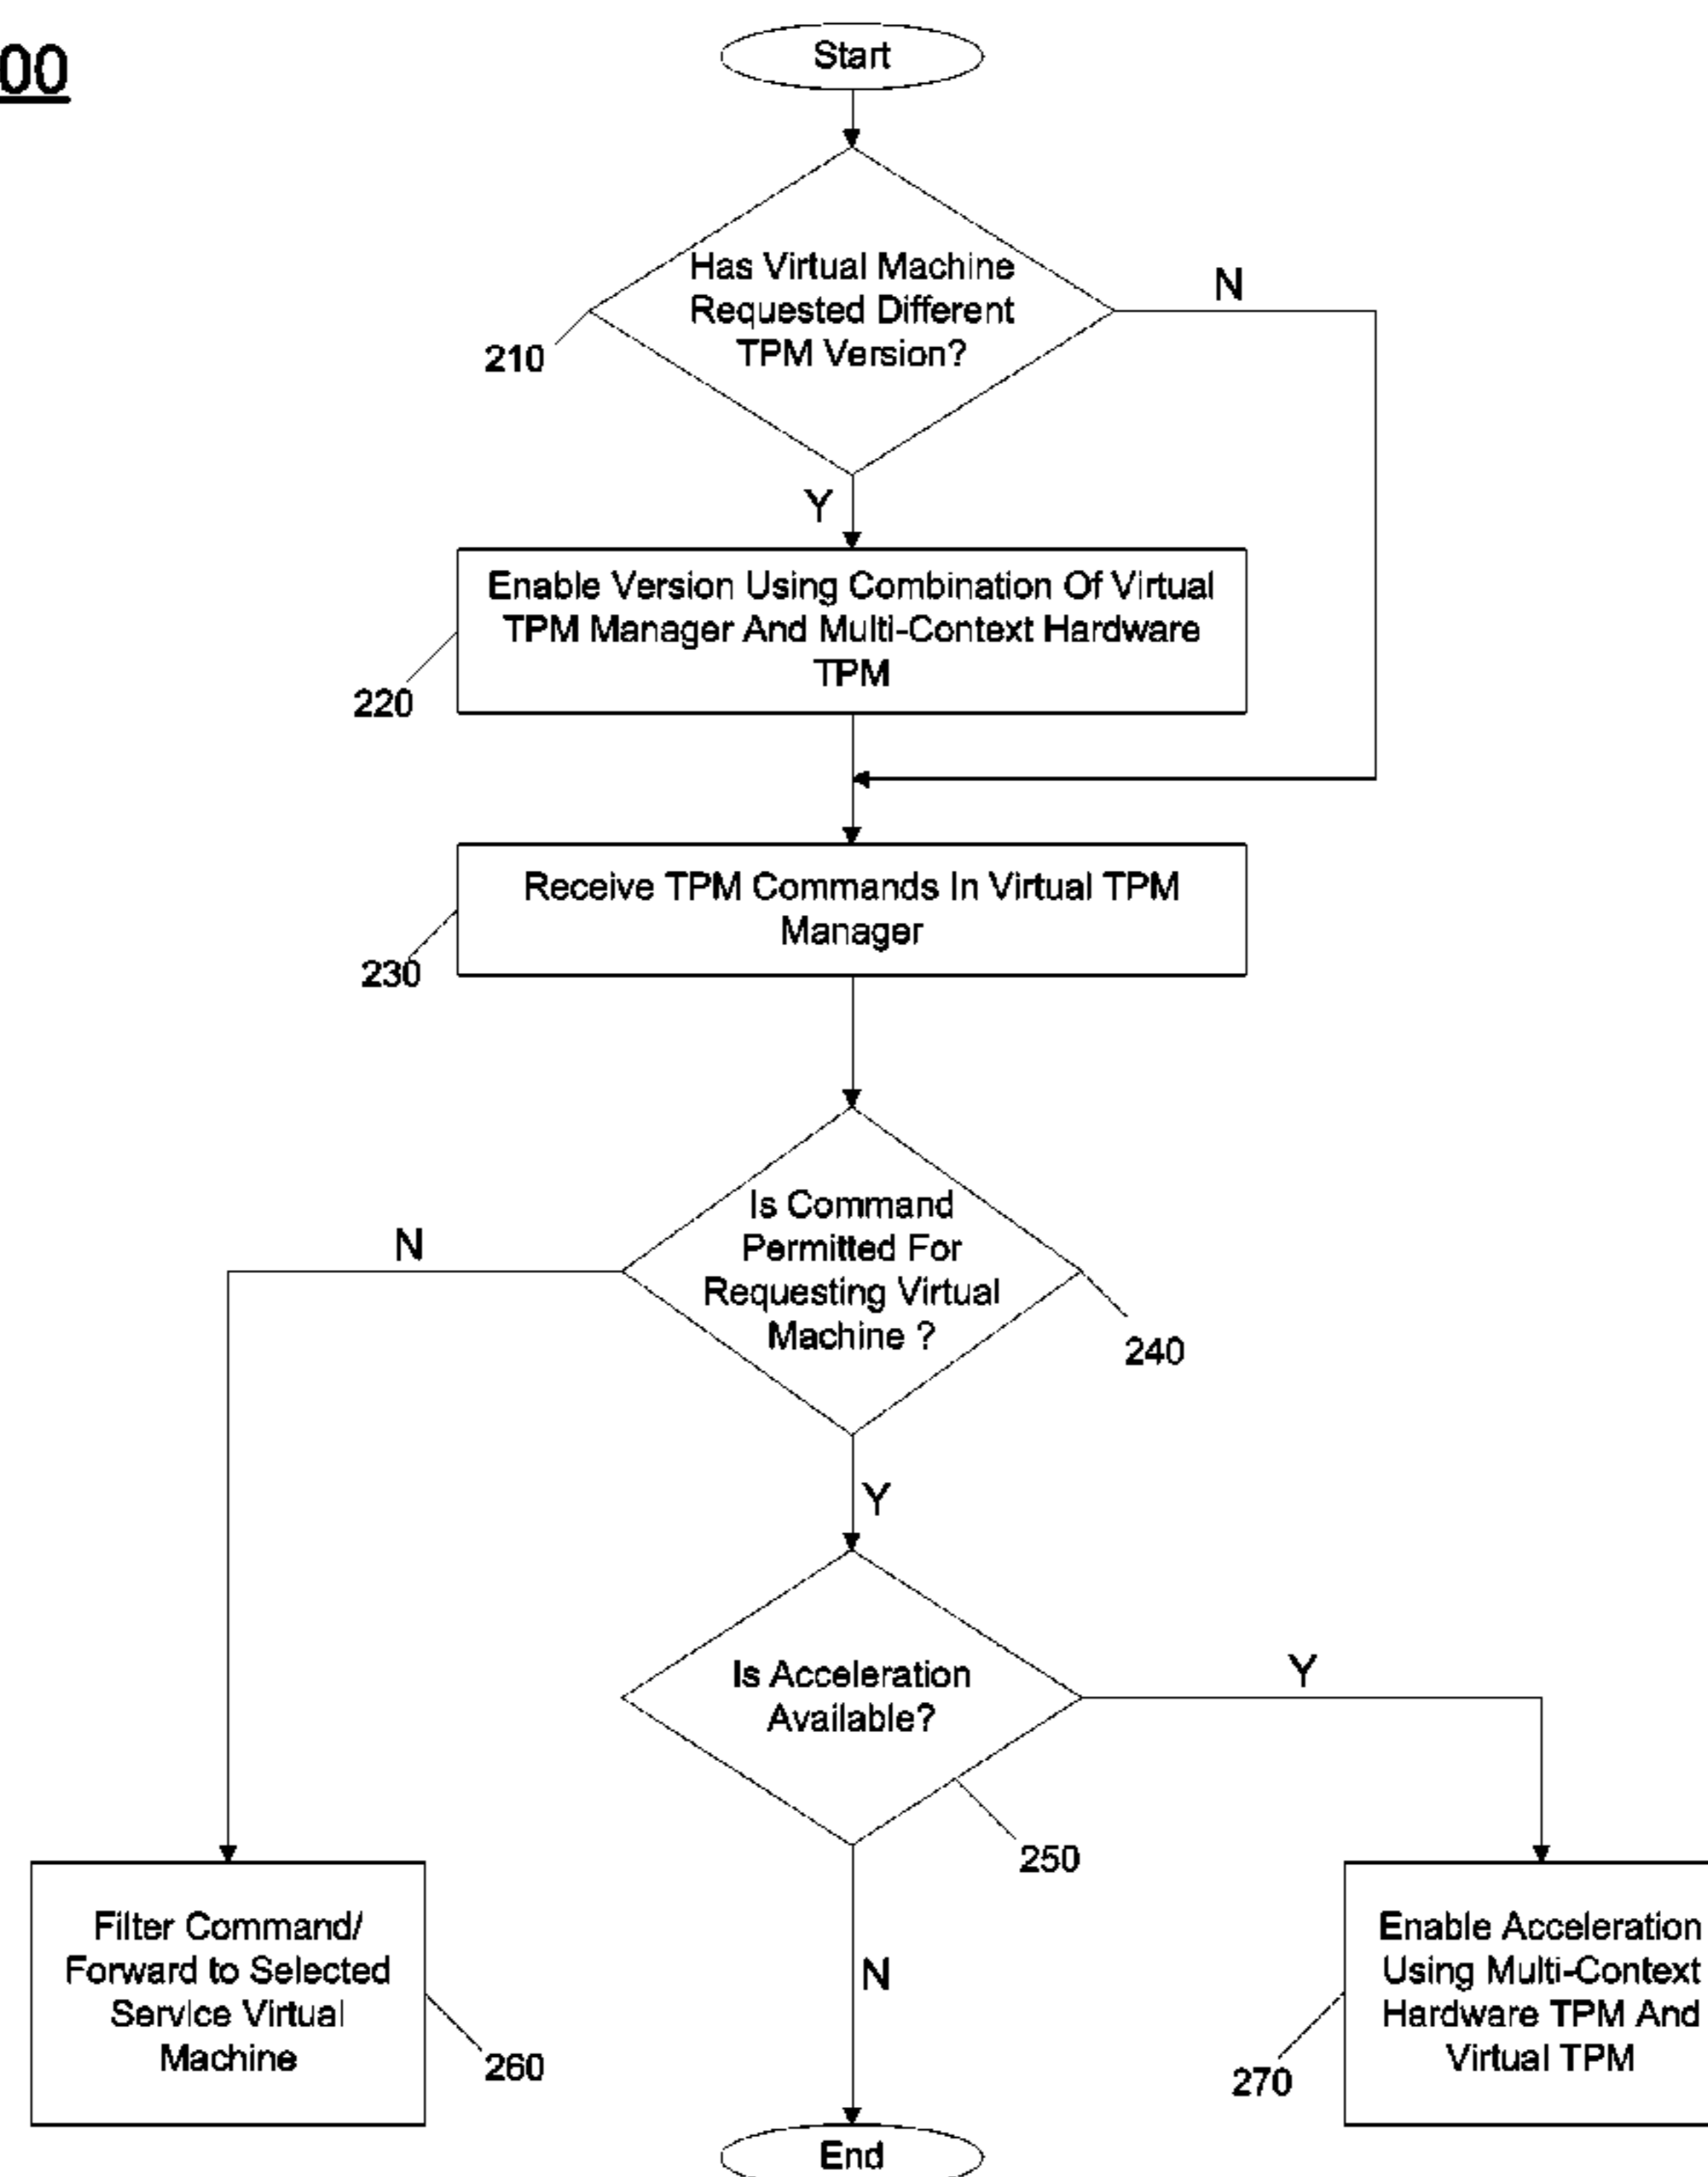 00
Start
Has Virtual Machine
Requested Different
TPM Version?
N
210
Y
Enable Version Using Combination Of Virtual
TPM Manager And Multi-Context Hardware
TPM
220
Receive TPM Commands In Virtual TPM
Manager
230
Is Command
Permitted For
Requesting Virtual
Machine ?
N
240
Y
Is Acceleration
Available?
Y
250
N
Filter Command/
Forward to Selected
Service Virtual
Machine
260
Enable Acceleration
Using Multi-Context
Hardware TPM And
Virtual TPM
270
End